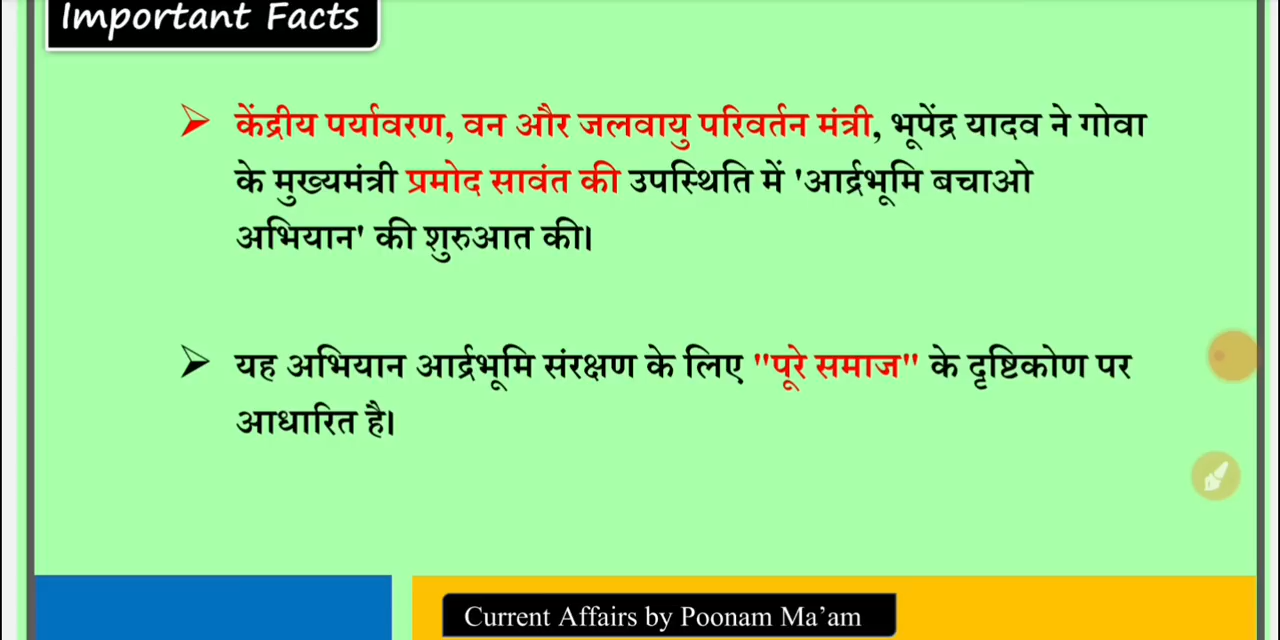 Important Facts
➤ केंद्रीय पर्यावरण, वन और जलवायु परिवर्तन मंत्री, भूपेंद्र यादव ने गोवा
के मुख्यमंत्री प्रमोद सावंत की उपस्थिति में 'आर्द्रभूमि बचाओ
अभियान' की शुरुआत की।
➤ यह अभियान आर्द्रभूमि संरक्षण के लिए "पूरे समाज" के दृष्टिकोण पर
आधारित है।
Current Affairs by Poonam Ma’am